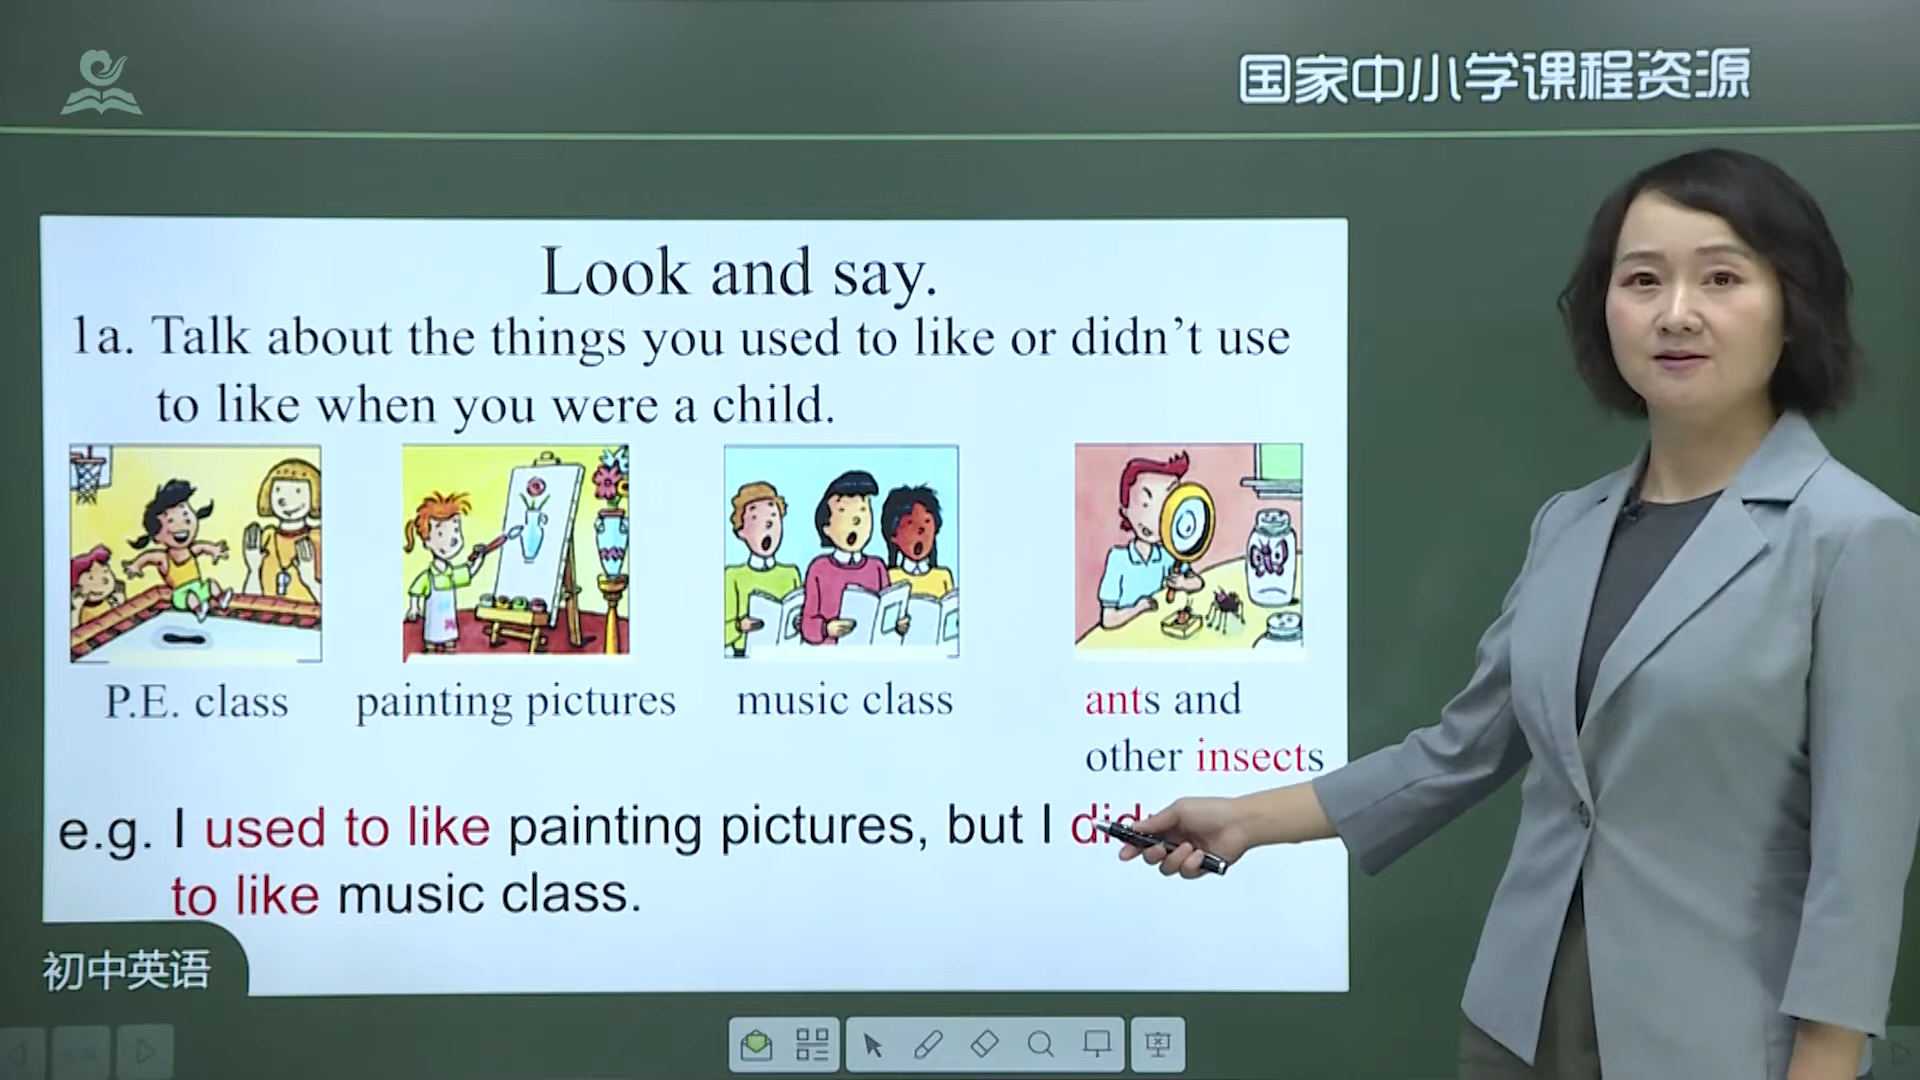 国家中小学课程资源
Look and say.
1a. Talk about the things you used to like or didn’t use
to like when you were a child.
P.E. class
painting pictures
music class
ants and
other insects
e.g. I used to like painting pictures, but I
to like music class.
初中英语